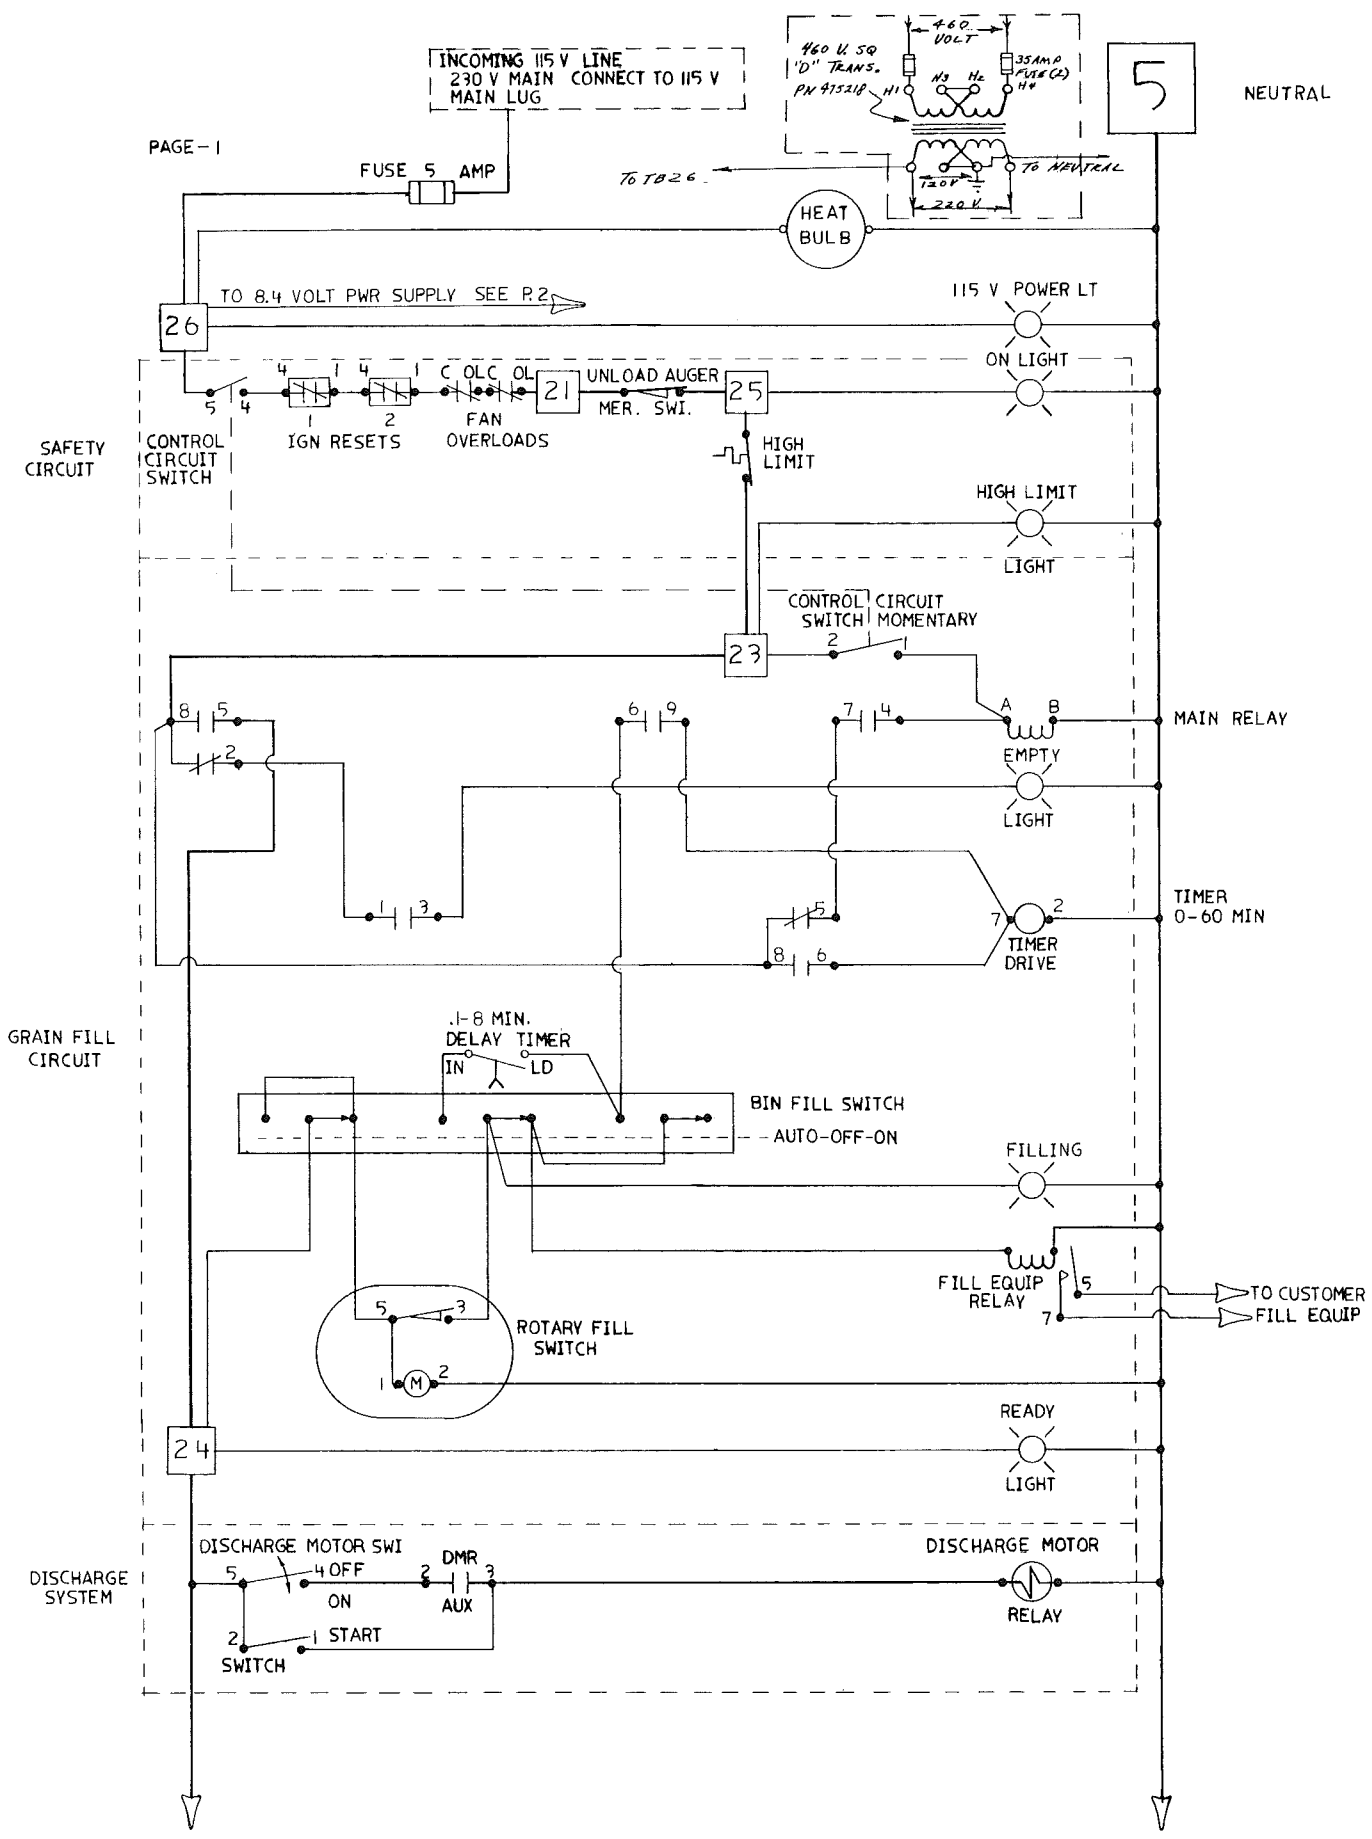 460
VOLT
460 V. SQ
"D" TRANS.
PN 475218
35AMP
FUSE (2)
H1
H3
H2
H4
TO TB26
120V
TO NEUTRAL
220 V.
INCOMING 115 V LINE
230 V MAIN CONNECT TO 115 V
MAIN LUG
5
NEUTRAL
PAGE-1
FUSE 5 AMP
HEAT
BULB
TO 8.4 VOLT PWR SUPPLY SEE P.2
115 V POWER LT
26
ON LIGHT
4 1 4 1 C OL C OL
21
UNLOAD AUGER
MER. SWI.
25
5 4
1 2
IGN RESETS
FAN
OVERLOADS
SAFETY
CIRCUIT
CONTROL
CIRCUIT
SWITCH
HIGH
LIMIT
HIGH LIMIT
LIGHT
CONTROL CIRCUIT
SWITCH MOMENTARY
23
2 1
8 5
6 9
7 4
A B
MAIN RELAY
2
EMPTY
LIGHT
1 3
5
7 2
TIMER
0-60 MIN
TIMER
DRIVE
8 6
GRAIN FILL
CIRCUIT
.1-8 MIN.
DELAY TIMER
IN LD
BIN FILL SWITCH
AUTO-OFF-ON
FILLING
FILL EQUIP
RELAY
5
TO CUSTOMER
7
FILL EQUIP
5 3
ROTARY FILL
SWITCH
1 M 2
READY
24
LIGHT
DISCHARGE MOTOR SWI
DISCHARGE MOTOR
DISCHARGE
SYSTEM
5 4 OFF
ON
DMR
2 3
AUX
RELAY
2 1 START
SWITCH